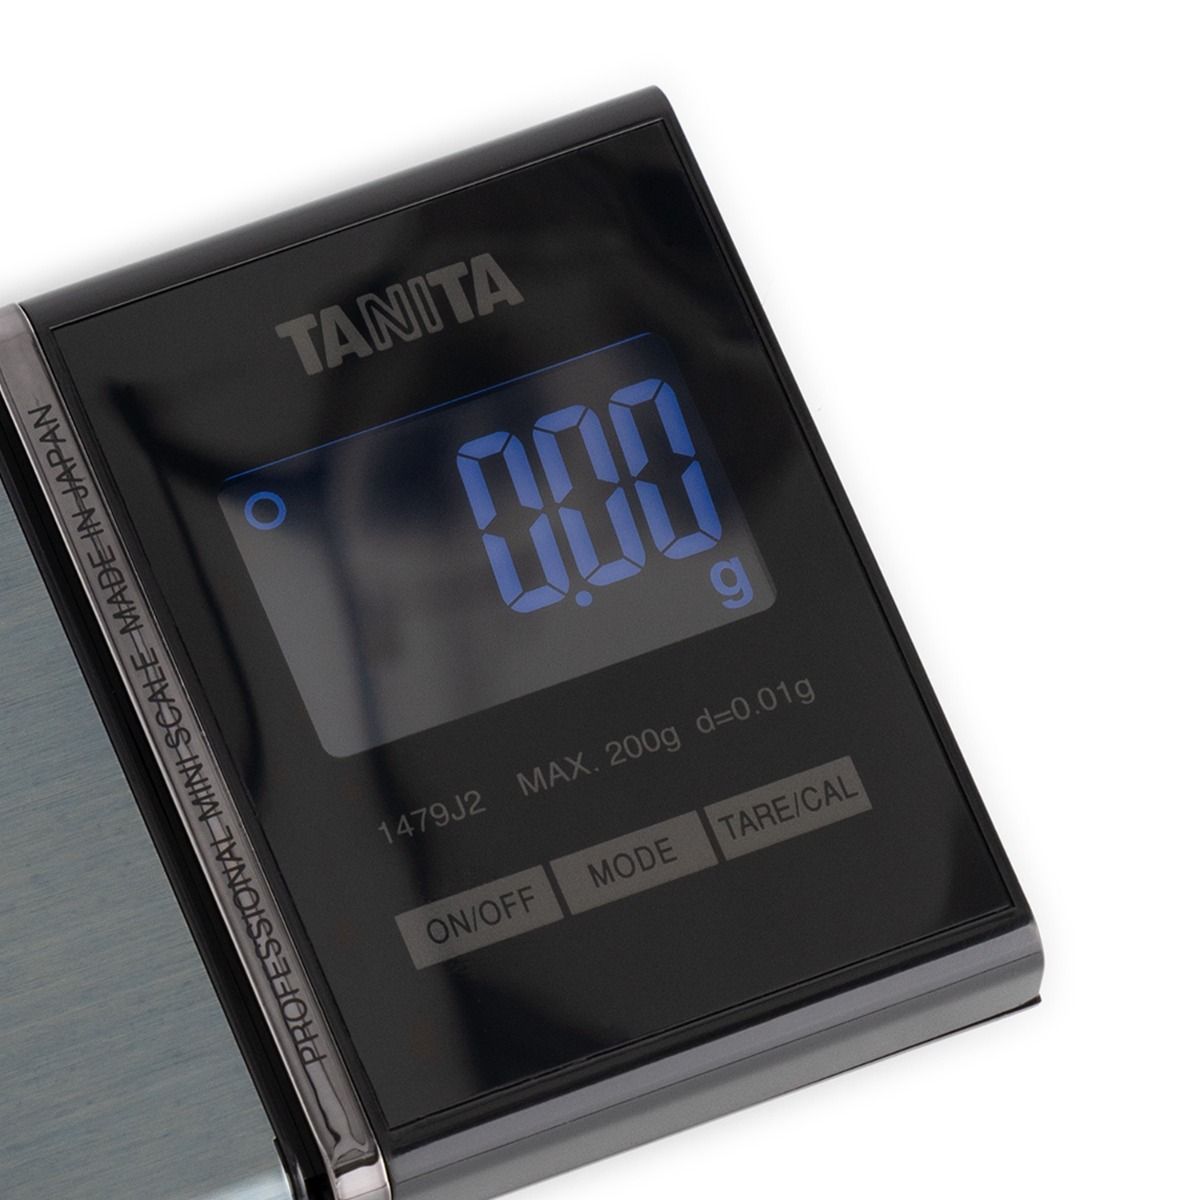 TANITA
0.00 g
1479J2 MAX. 200g d=0.01g
ON/OFF MODE TARE/CAL
PROFESSIONAL MINI SCALE MADE IN JAPAN